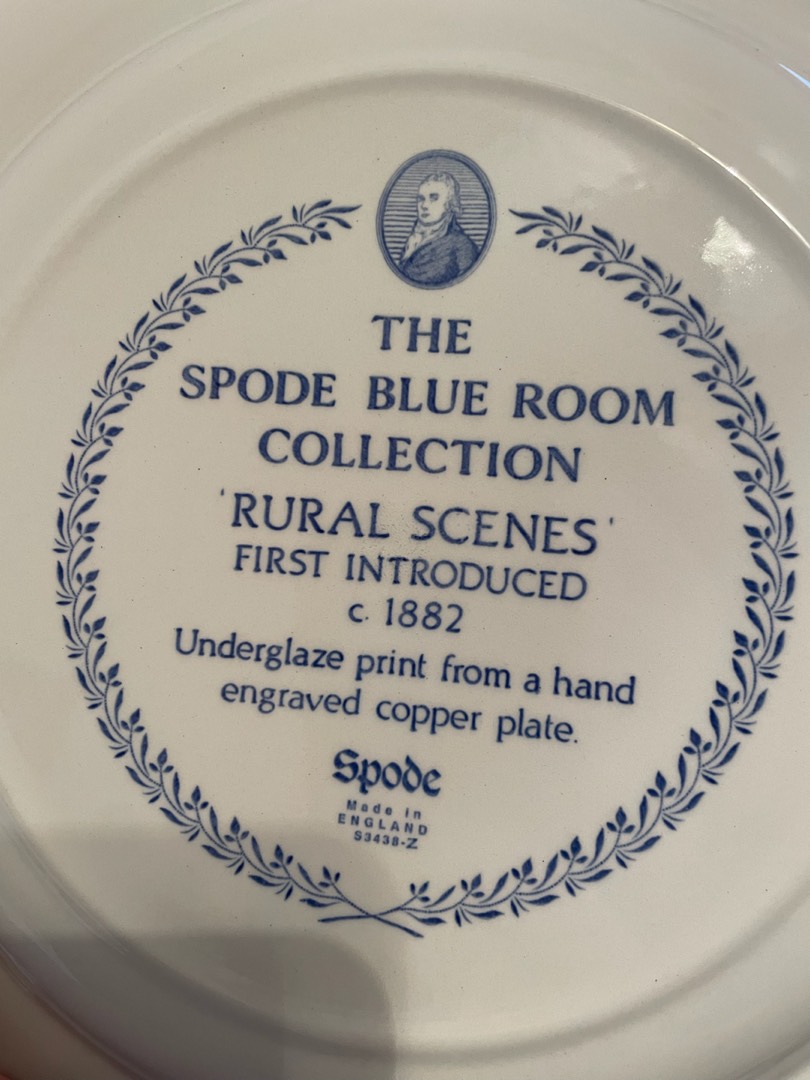 THE
SPODE BLUE ROOM
COLLECTION
'RURAL SCENES'
FIRST INTRODUCED
c. 1882
Underglaze print from a hand
engraved copper plate.
Spode
Made in
ENGLAND
S3438-Z